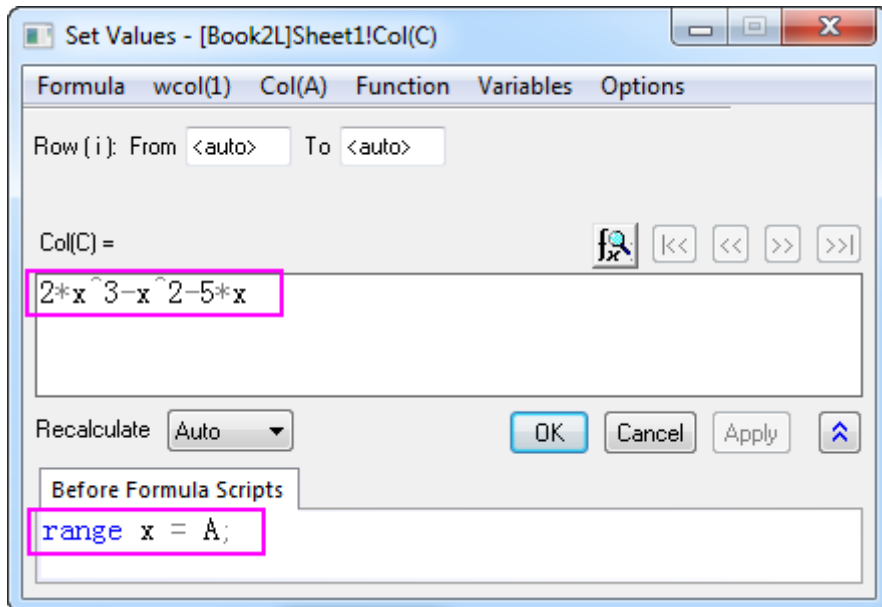 Set Values - [Book2L]Sheet1!Col(C)
Formula wcol(1) Col(A) Function Variables Options
Row (i): From <auto> To <auto>
Col(C) =
|<< << >> >>|
2*x^3-x^2-5*x
Recalculate Auto OK Cancel Apply
Before Formula Scripts
range x = A;